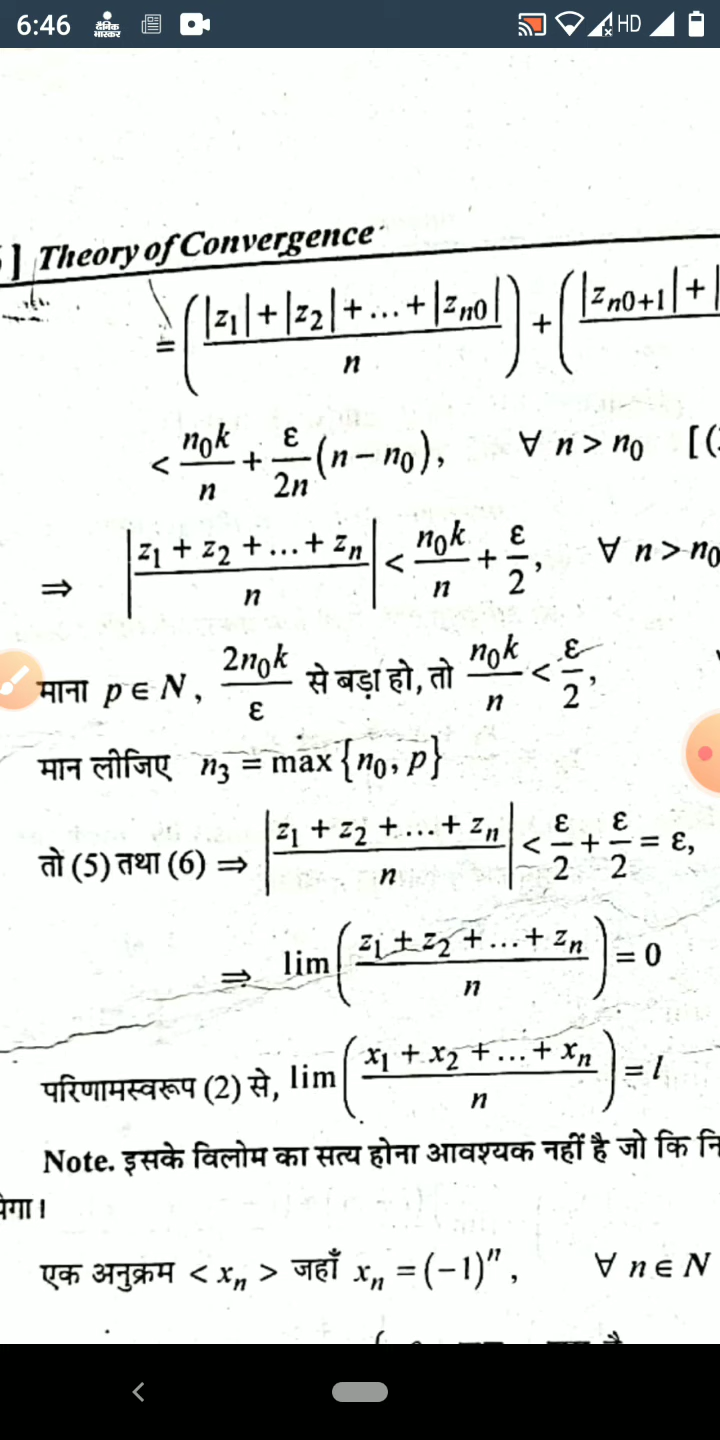 6:46 दैनिक भास्कर HD
] Theory of Convergence
= (|z₁| + |z₂| + ... + |zn0| / n) + (|zn0+1| + |
< n₀k/n + ε/2n (n − n₀), ∀ n > n₀ [(
⇒ |z₁ + z₂ + ... + zₙ / n| < n₀k/n + ε/2, ∀ n > n₀
माना p ∈ N, 2n₀k/ε से बड़ा हो, तो n₀k/n < ε/2,
मान लीजिए n₃ = max {n₀, p}
तो (5) तथा (6) ⇒ |z₁ + z₂ + ... + zₙ / n| < ε/2 + ε/2 = ε,
⇒ lim (z₁ + z₂ + ... + zₙ / n) = 0
परिणामस्वरूप (2) से, lim (x₁ + x₂ + ... + xₙ / n) = l
Note. इसके विलोम का सत्य होना आवश्यक नहीं है जो कि
एक अनुक्रम < xₙ > जहाँ xₙ = (−1)ⁿ, ∀ n ∈ N